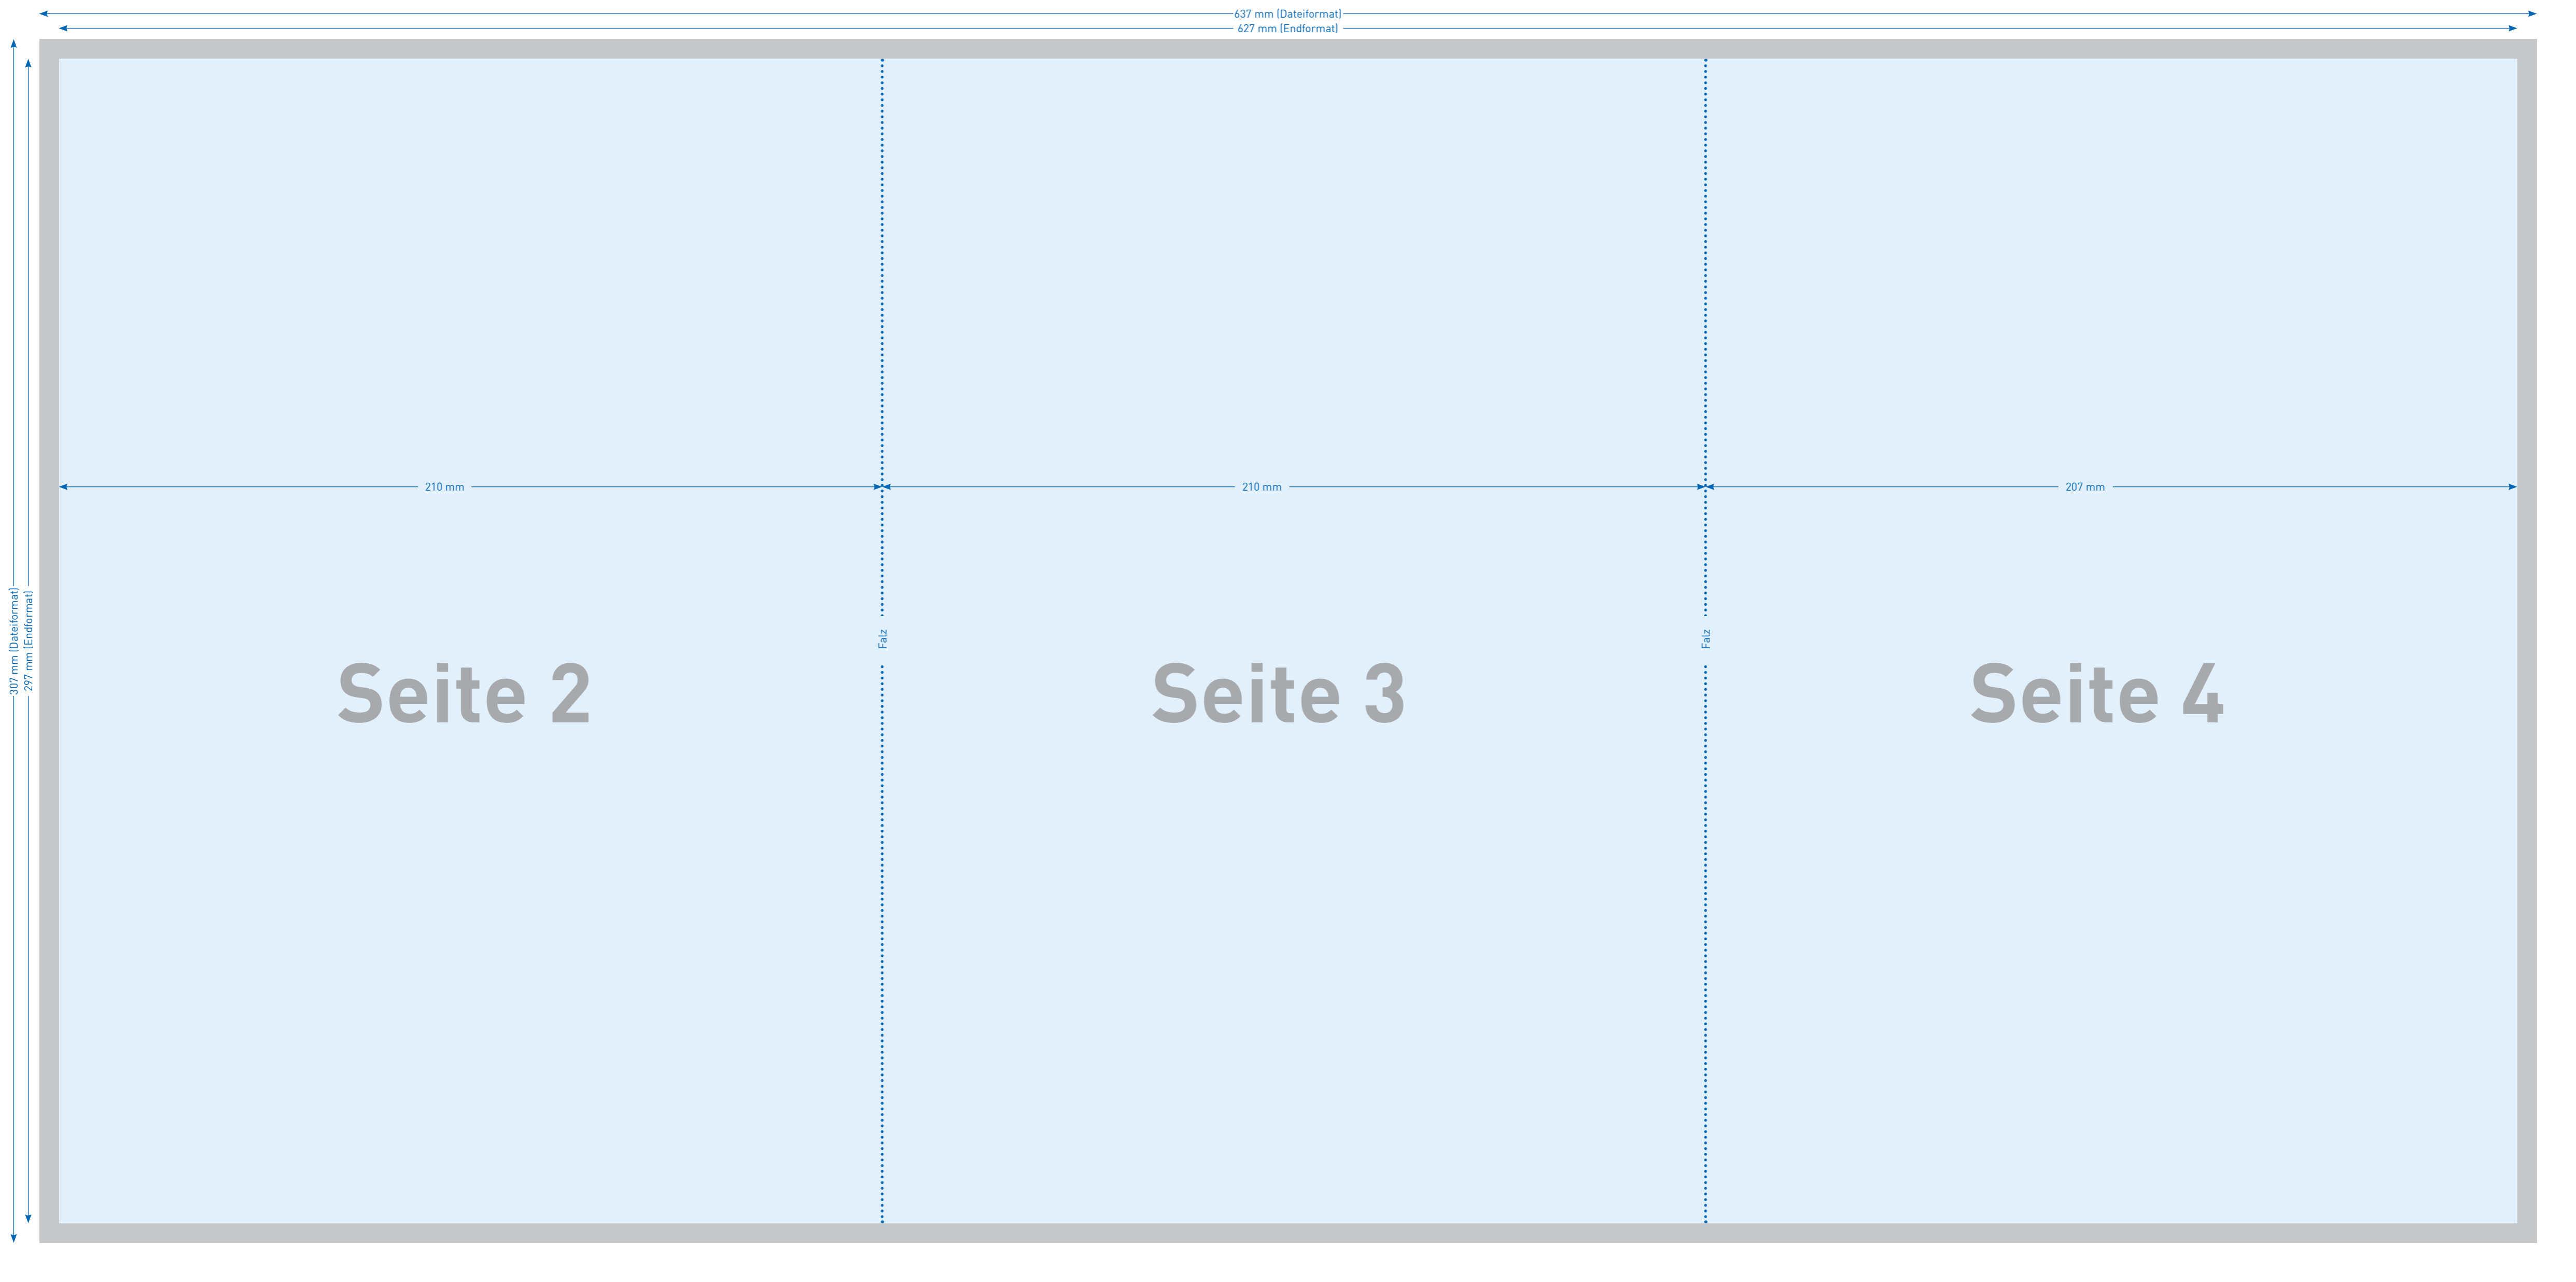 637 mm (Dateiformat)
627 mm (Endformat)
307 mm (Dateiformat)
297 mm (Endformat)
210 mm
210 mm
207 mm
Falz
Falz
Seite 2
Seite 3
Seite 4